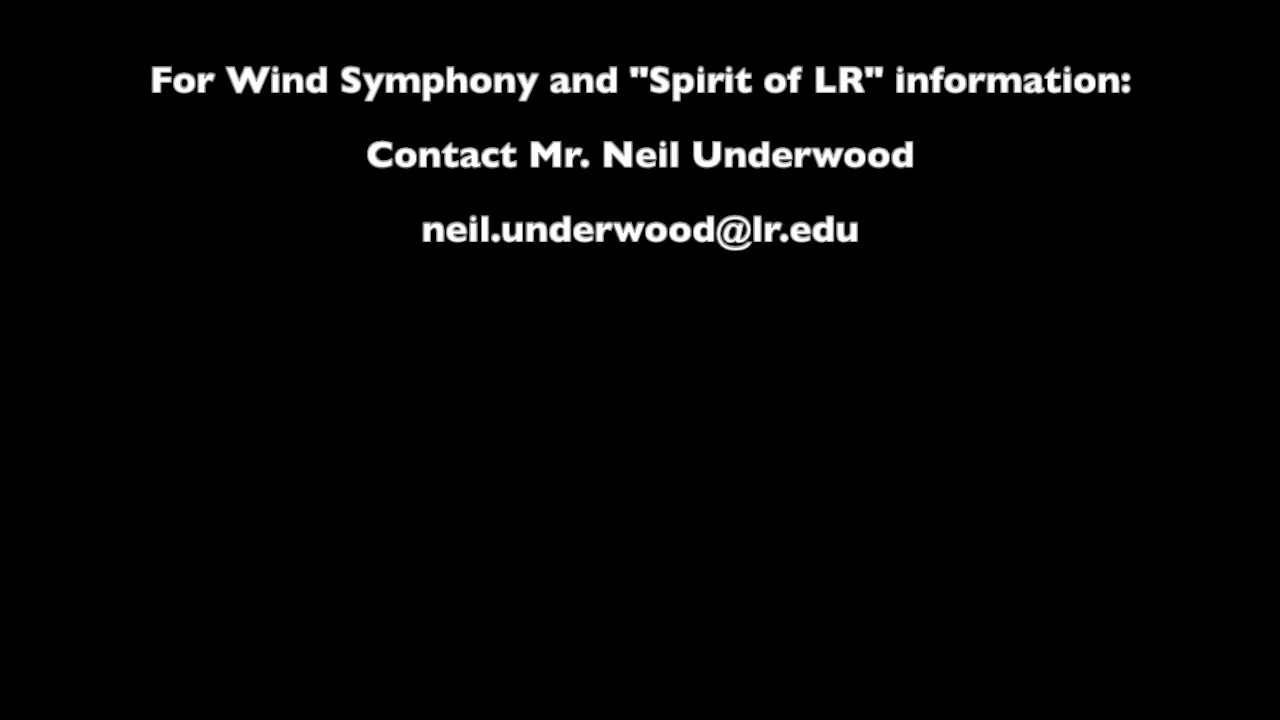 For Wind Symphony and "Spirit of LR" information:
Contact Mr. Neil Underwood
neil.underwood@lr.edu